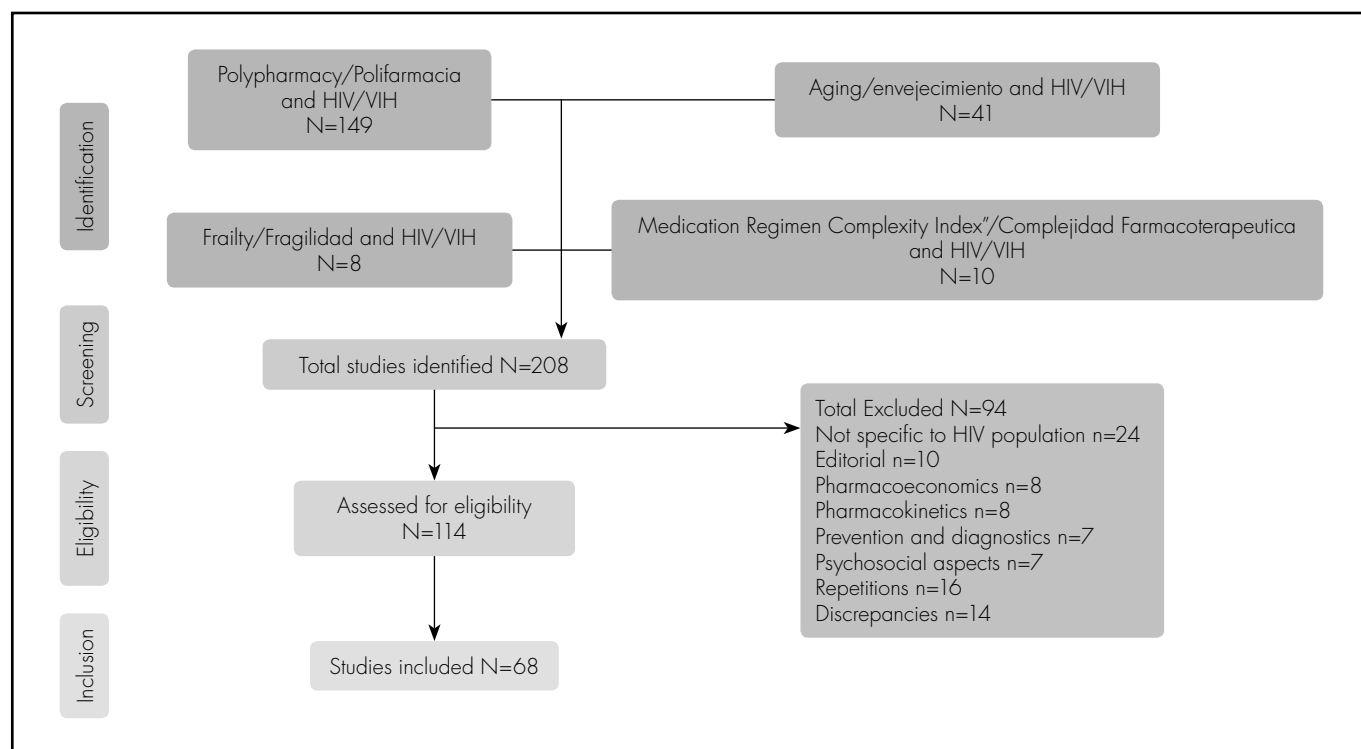 Identification
Polypharmacy/Polifarmacia
and HIV/VIH
N=149
Aging/envejecimiento and HIV/VIH
N=41
Frailty/Fragilidad and HIV/VIH
N=8
Medication Regimen Complexity Index”/Complejidad Farmacoterapeutica
and HIV/VIH
N=10
Screening
Total studies identified N=208
Total Excluded N=94
Not specific to HIV population n=24
Editorial n=10
Pharmacoeconomics n=8
Pharmacokinetics n=8
Prevention and diagnostics n=7
Psychosocial aspects n=7
Repetitions n=16
Discrepancies n=14
Eligibility
Assessed for eligibility
N=114
Inclusion
Studies included N=68